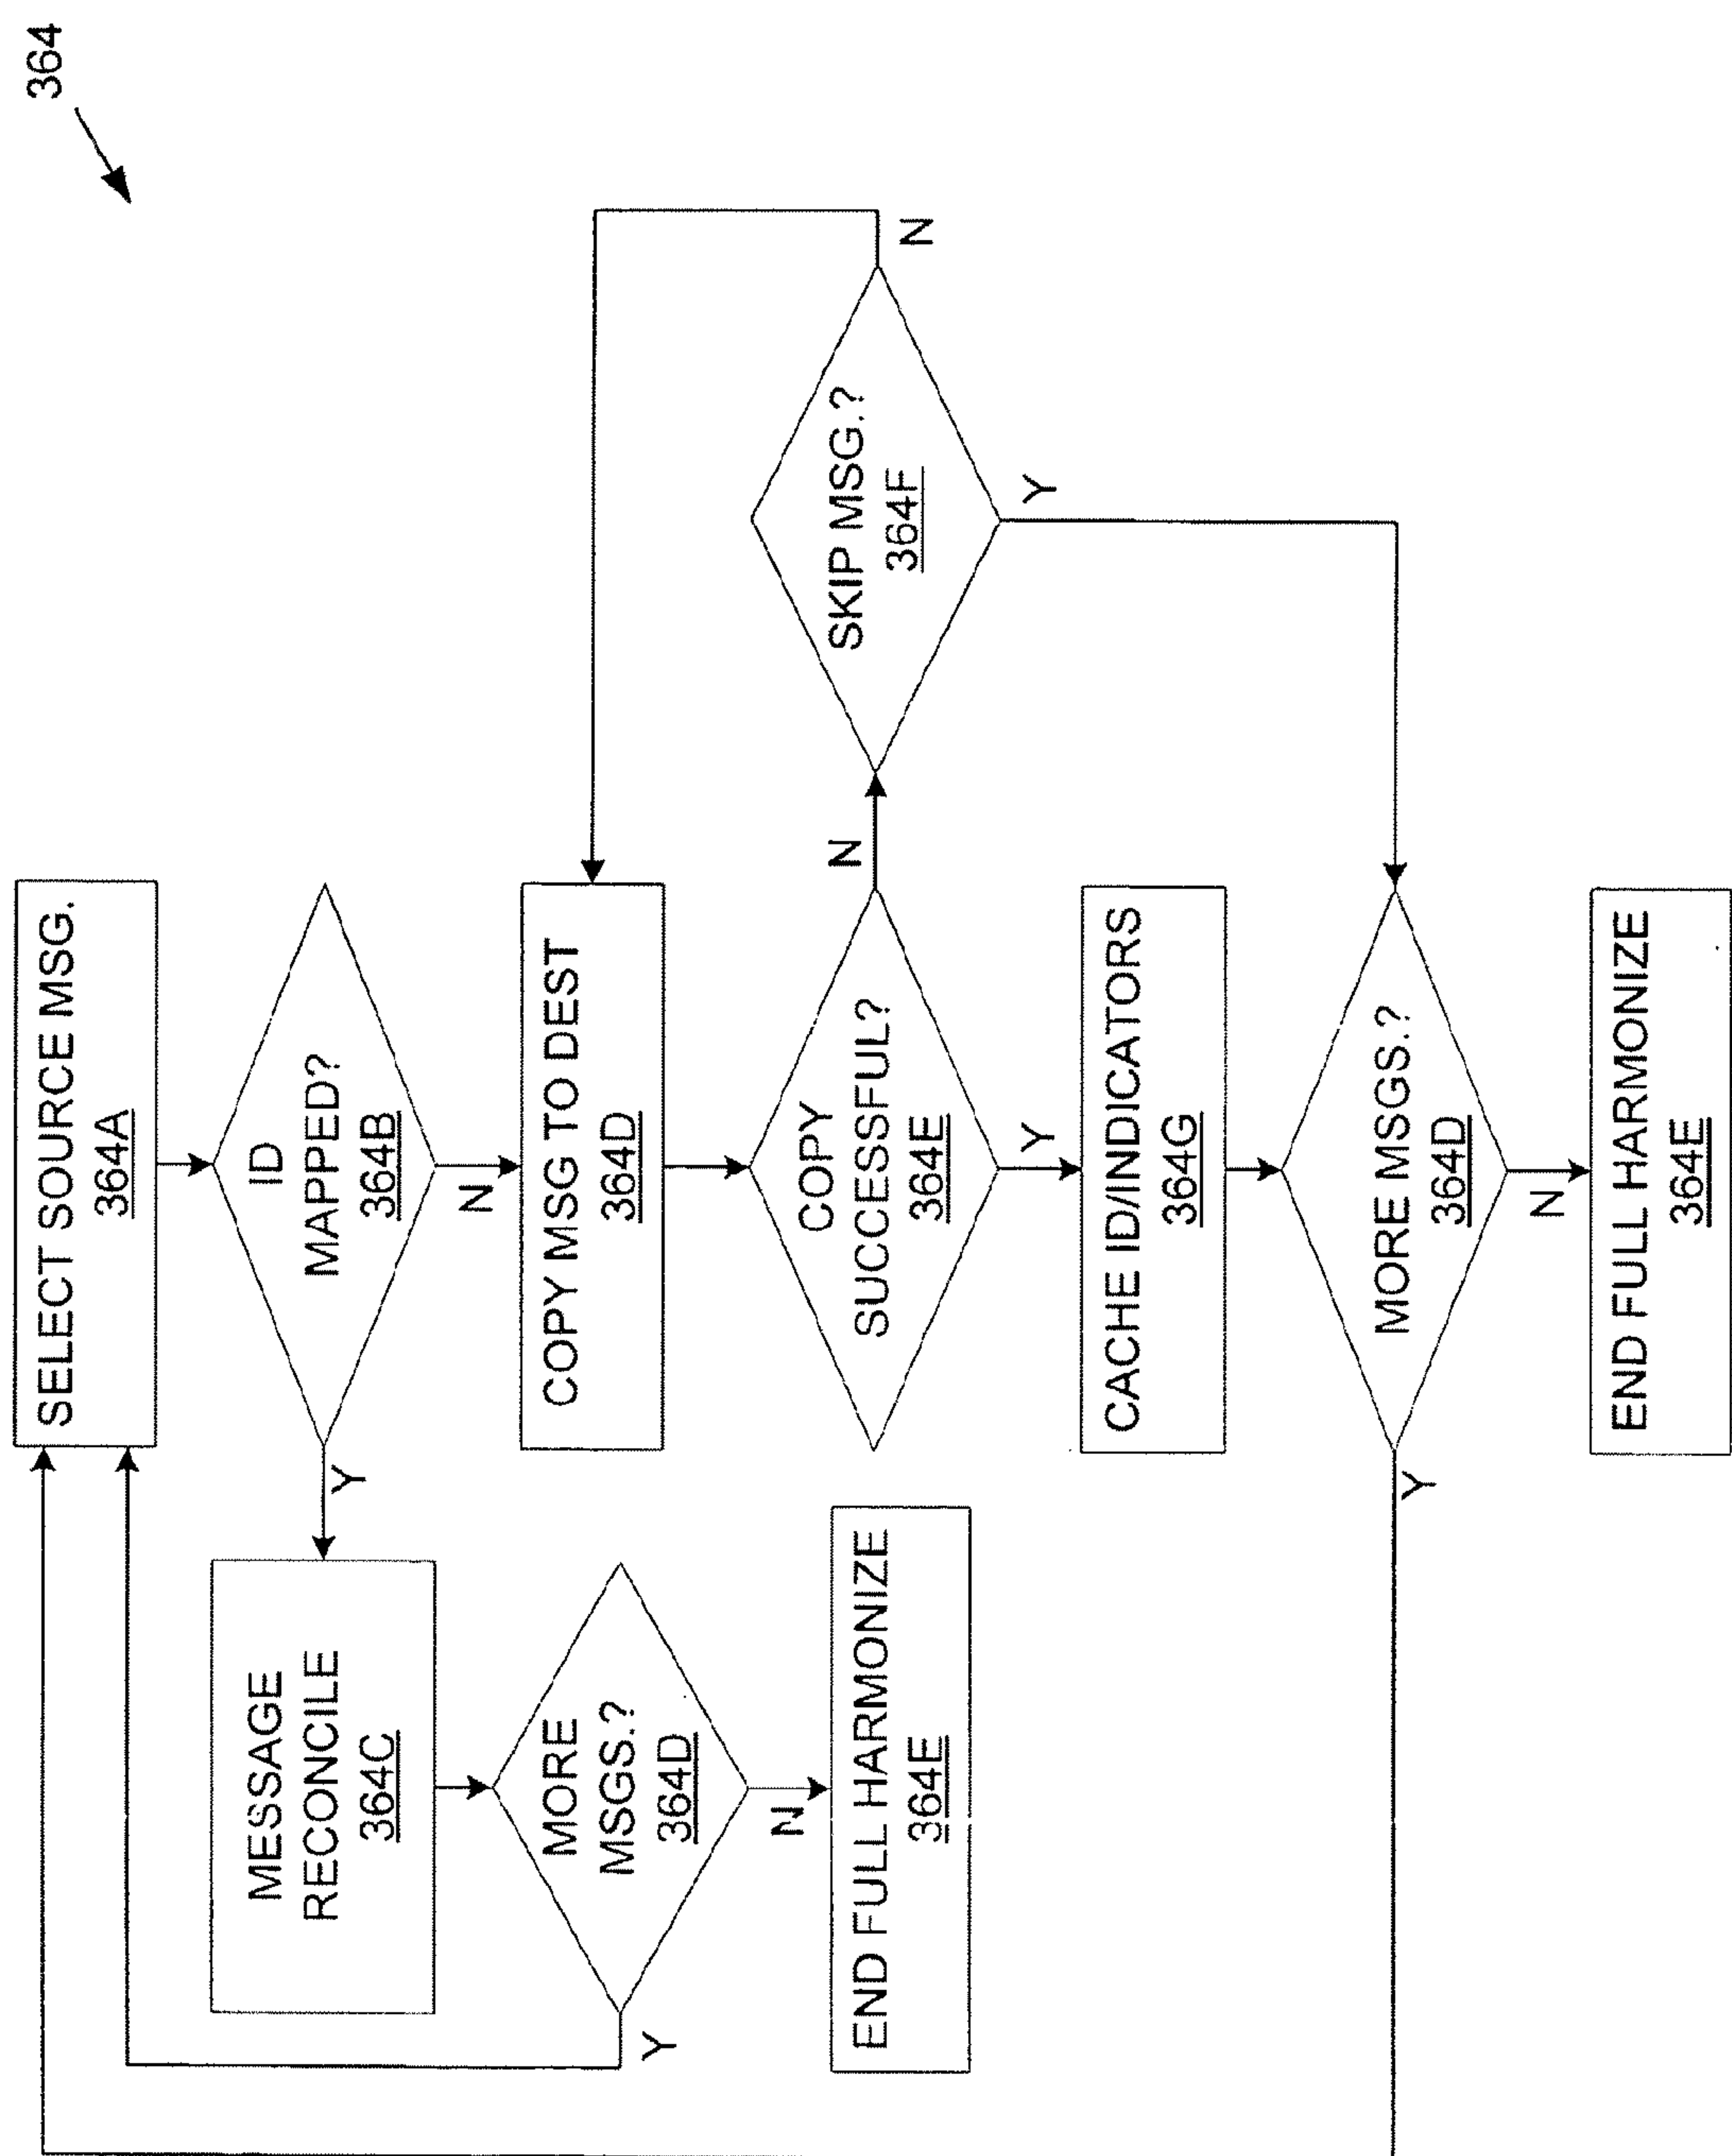 364
SELECT SOURCE MSG.
364A
ID
MAPPED?
364B
Y
N
MESSAGE
RECONCILE
364C
MORE
MSGS.?
364D
Y
N
END FULL HARMONIZE
364E
COPY MSG TO DEST
364D
COPY
SUCCESSFUL?
364E
N
Y
SKIP MSG.?
364F
N
Y
CACHE ID/INDICATORS
364G
MORE MSGS.?
364D
Y
N
END FULL HARMONIZE
364E